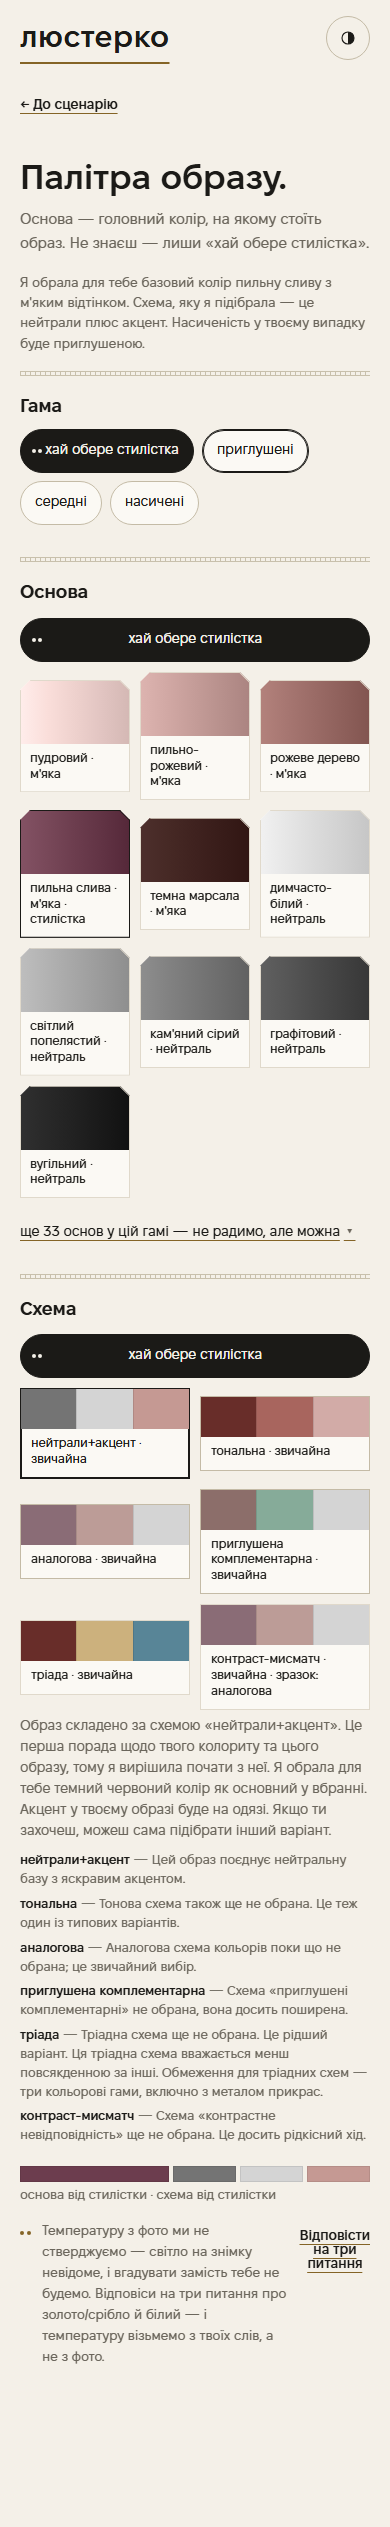 люстерко
← До сценарію
Палітра образу.
Основа — головний колір, на якому стоїть
образ. Не знаєш — лиши «хай обере стилістка».
Я обрала для тебе базовий колір пильну сливу з
м'яким відтінком. Схема, яку я підібрала — це
нейтрали плюс акцент. Насиченість у твоєму випадку
буде приглушеною.
Гама
хай обере стилістка
приглушені
середні
насичені
Основа
хай обере стилістка
пудровий ·
м'яка
пильно-
рожевий ·
м'яка
рожеве дерево
· м'яка
пильна слива ·
м'яка ·
стилістка
темна марсала
· м'яка
димчасто-
білий ·
нейтраль
світлий
попелястий ·
нейтраль
кам'яний сірий
· нейтраль
графітовий ·
нейтраль
вугільний ·
нейтраль
ще 33 основ у цій гамі — не радимо, але можна ▾
Схема
хай обере стилістка
нейтрали+акцент ·
звичайна
тональна · звичайна
аналогова · звичайна
приглушена
комплементарна ·
звичайна
тріада · звичайна
контраст-мисматч ·
звичайна · зразок:
аналогова
Образ складено за схемою «нейтрали+акцент». Це
перша порада щодо твого колориту та цього
образу, тому я вирішила почати з неї. Я обрала для
тебе темний червоний колір як основний у вбранні.
Акцент у твоєму образі буде на одязі. Якщо ти
захочеш, можеш сама підібрати інший варіант.
нейтрали+акцент — Цей образ поєднує нейтральну
базу з яскравим акцентом.
тональна — Тонова схема також ще не обрана. Це теж
один із типових варіантів.
аналогова — Аналогова схема кольорів поки що не
обрана; це звичайний вибір.
приглушена комплементарна — Схема «приглушені
комплементарні» не обрана, вона досить поширена.
тріада — Тріадна схема ще не обрана. Це рідший
варіант. Ця тріадна схема вважається менш
повсякденною за інші. Обмеження для тріадних схем —
три кольорові гами, включно з металом прикрас.
контраст-мисматч — Схема «контрастне
невідповідність» ще не обрана. Це досить рідкісний хід.
основа від стилістки · схема від стилістки
Температуру з фото ми не
стверджуємо — світло на знімку
невідоме, і вгадувати замість тебе не
будемо. Відповіси на три питання про
золото/срібло й білий — і
температуру візьмемо з твоїх слів, а
не з фото.
Відповісти
на три
питання